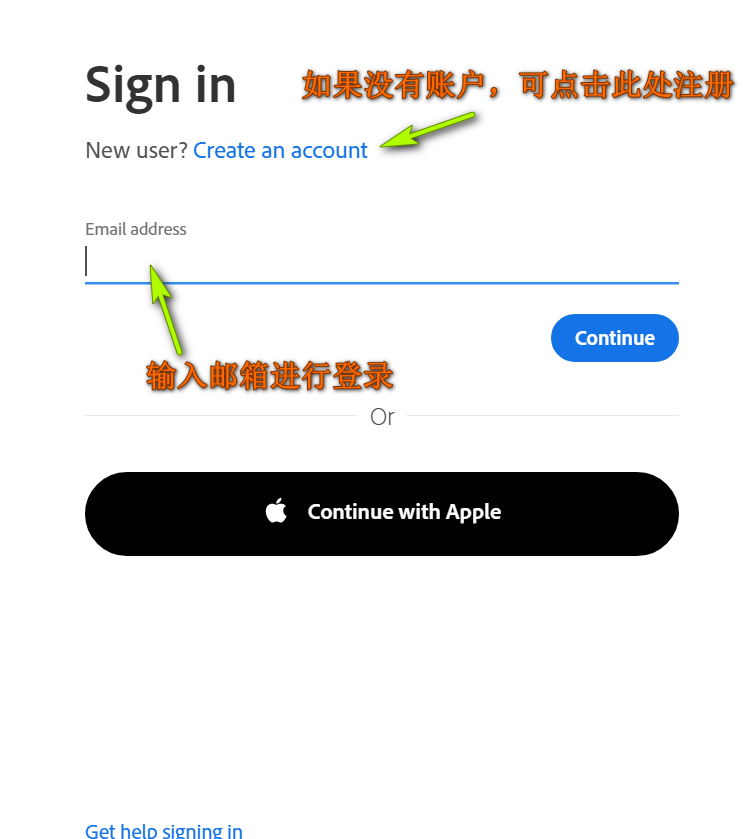 Sign in
如果没有账户，可点击此处注册
New user? Create an account
Email address
Continue
输入邮箱进行登录
Or
Continue with Apple
Get help signing in